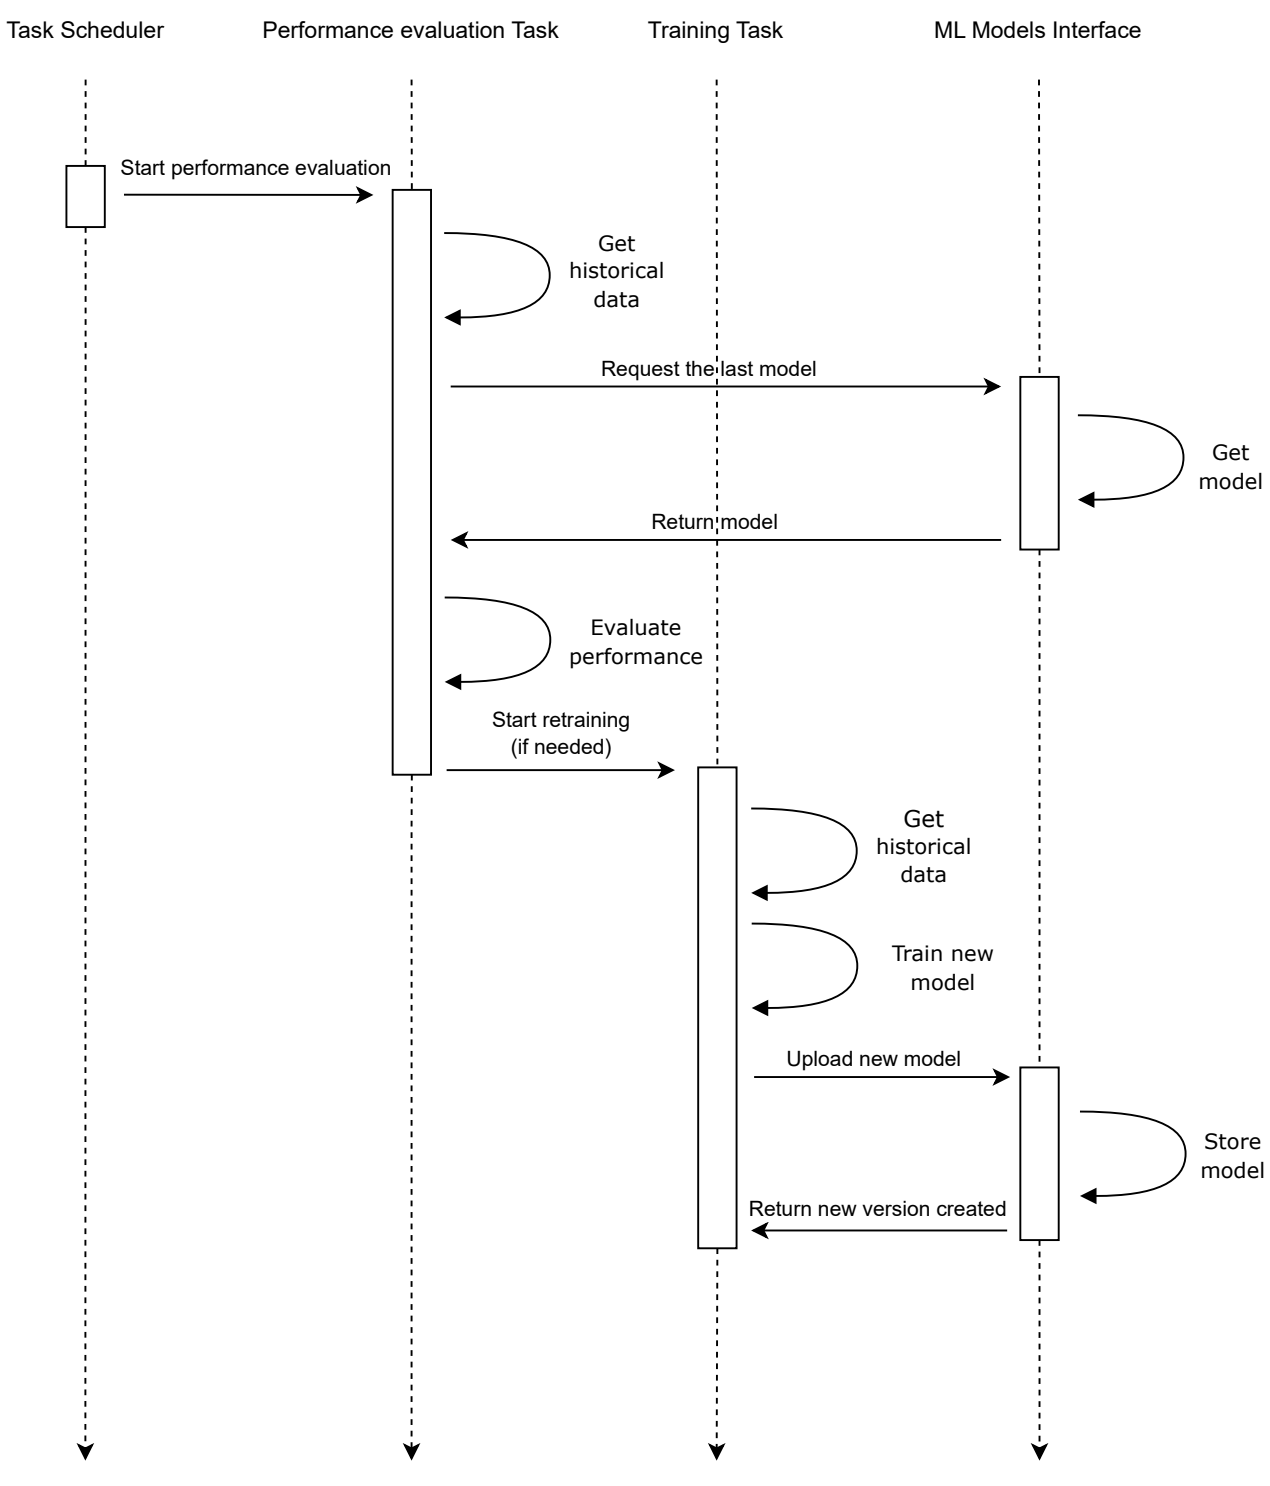 Task Scheduler
Performance evaluation Task
Training Task
ML Models Interface
Start performance evaluation
Get
historical
data
Request the last model
Get
model
Return model
Evaluate
performance
Start retraining
(if needed)
Get
historical
data
Train new
model
Upload new model
Store
model
Return new version created